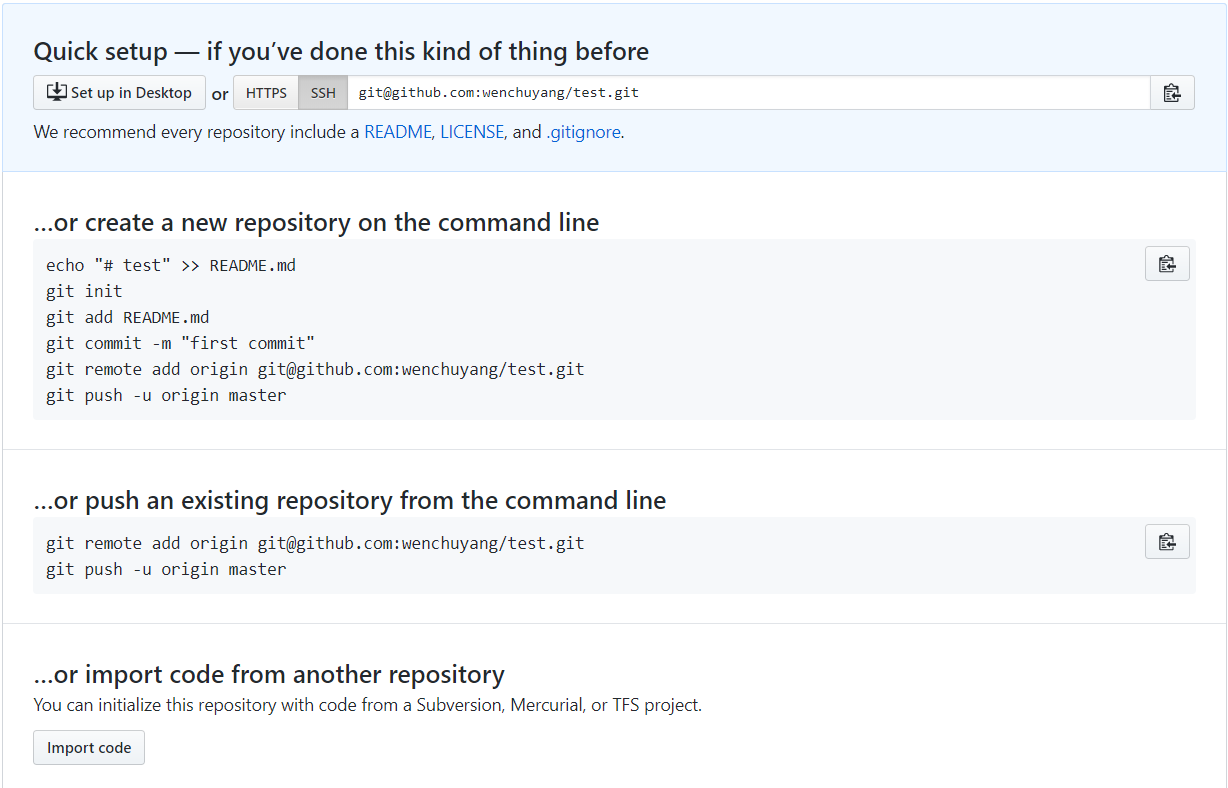 Quick setup — if you’ve done this kind of thing before
Set up in Desktop or HTTPS SSH git@github.com:wenchuyang/test.git
We recommend every repository include a README, LICENSE, and .gitignore.
…or create a new repository on the command line
echo "# test" >> README.md
git init
git add README.md
git commit -m "first commit"
git remote add origin git@github.com:wenchuyang/test.git
git push -u origin master
…or push an existing repository from the command line
git remote add origin git@github.com:wenchuyang/test.git
git push -u origin master
…or import code from another repository
You can initialize this repository with code from a Subversion, Mercurial, or TFS project.
Import code